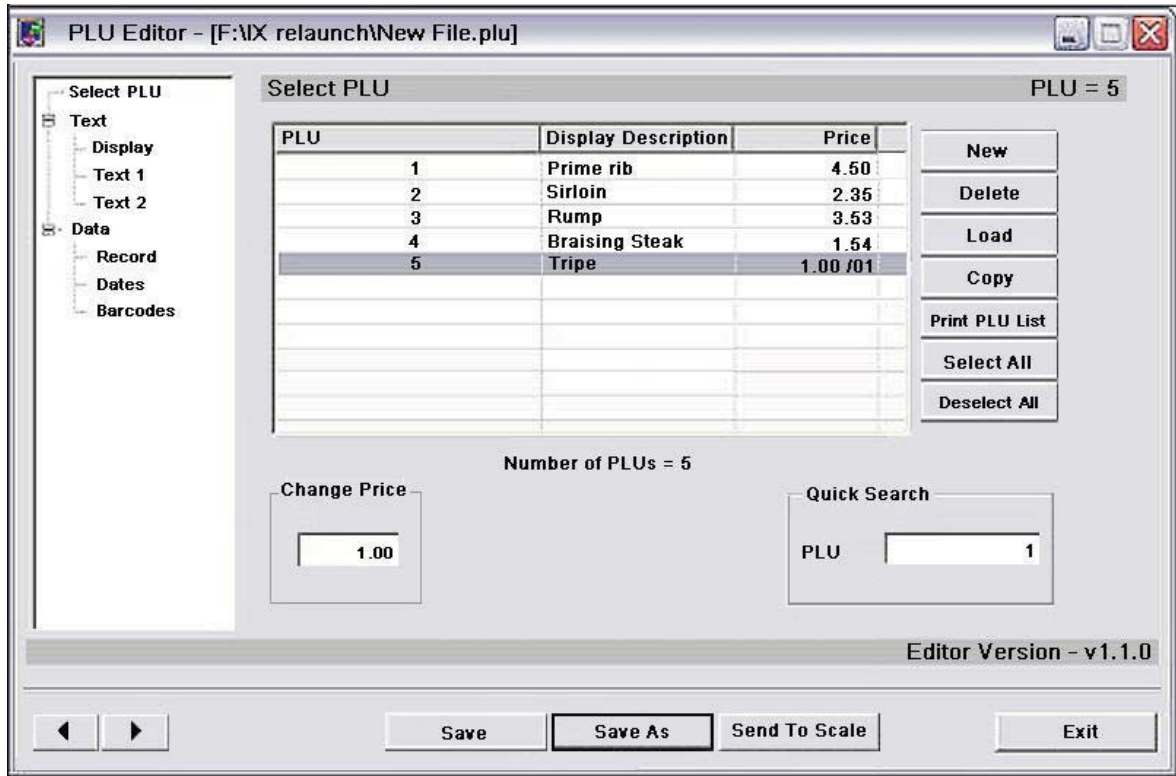 PLU Editor - [F:\IX relaunch\New File.plu]
Select PLU
Text
Display
Text 1
Text 2
Data
Record
Dates
Barcodes
Select PLU PLU = 5
PLU Display Description Price
1 Prime rib 4.50
2 Sirloin 2.35
3 Rump 3.53
4 Braising Steak 1.54
5 Tripe 1.00 /01
New
Delete
Load
Copy
Print PLU List
Select All
Deselect All
Number of PLUs = 5
Change Price
1.00
Quick Search
PLU 1
Editor Version - v1.1.0
Save Save As Send To Scale Exit